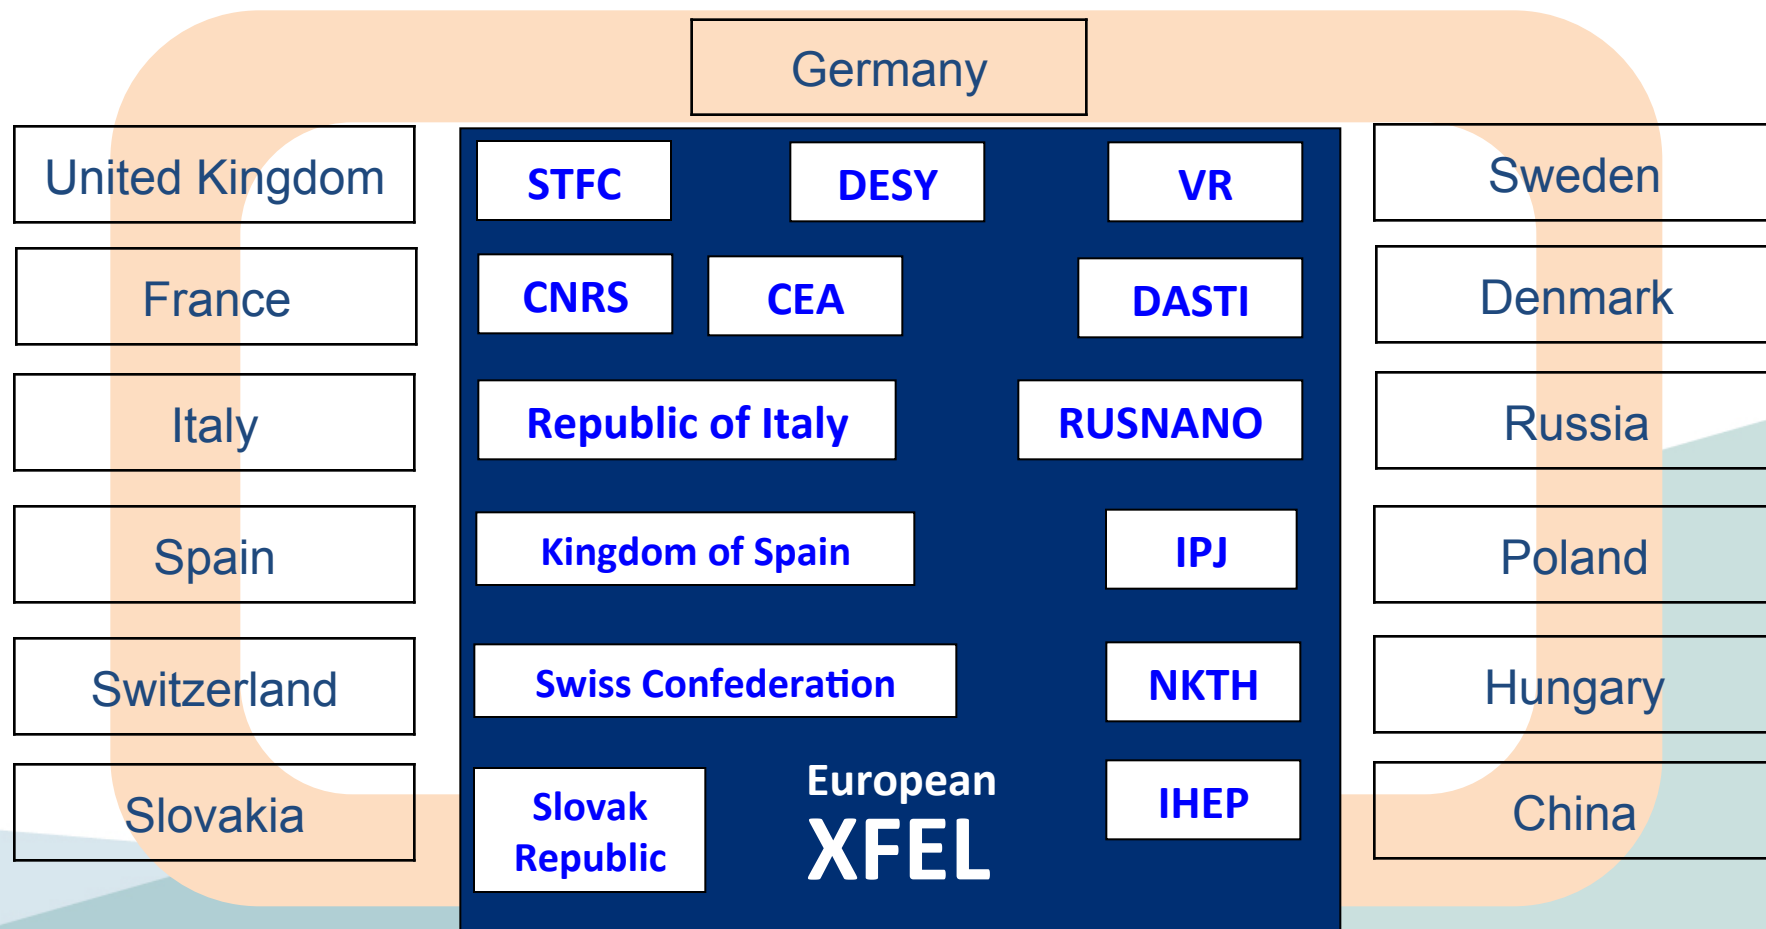 Germany
United Kingdom
STFC
DESY
VR
Sweden
France
CNRS
CEA
DASTI
Denmark
Italy
Republic of Italy
RUSNANO
Russia
Spain
Kingdom of Spain
IPJ
Poland
Switzerland
Swiss Confederation
NKTH
Hungary
Slovakia
Slovak
Republic
European
XFEL
IHEP
China